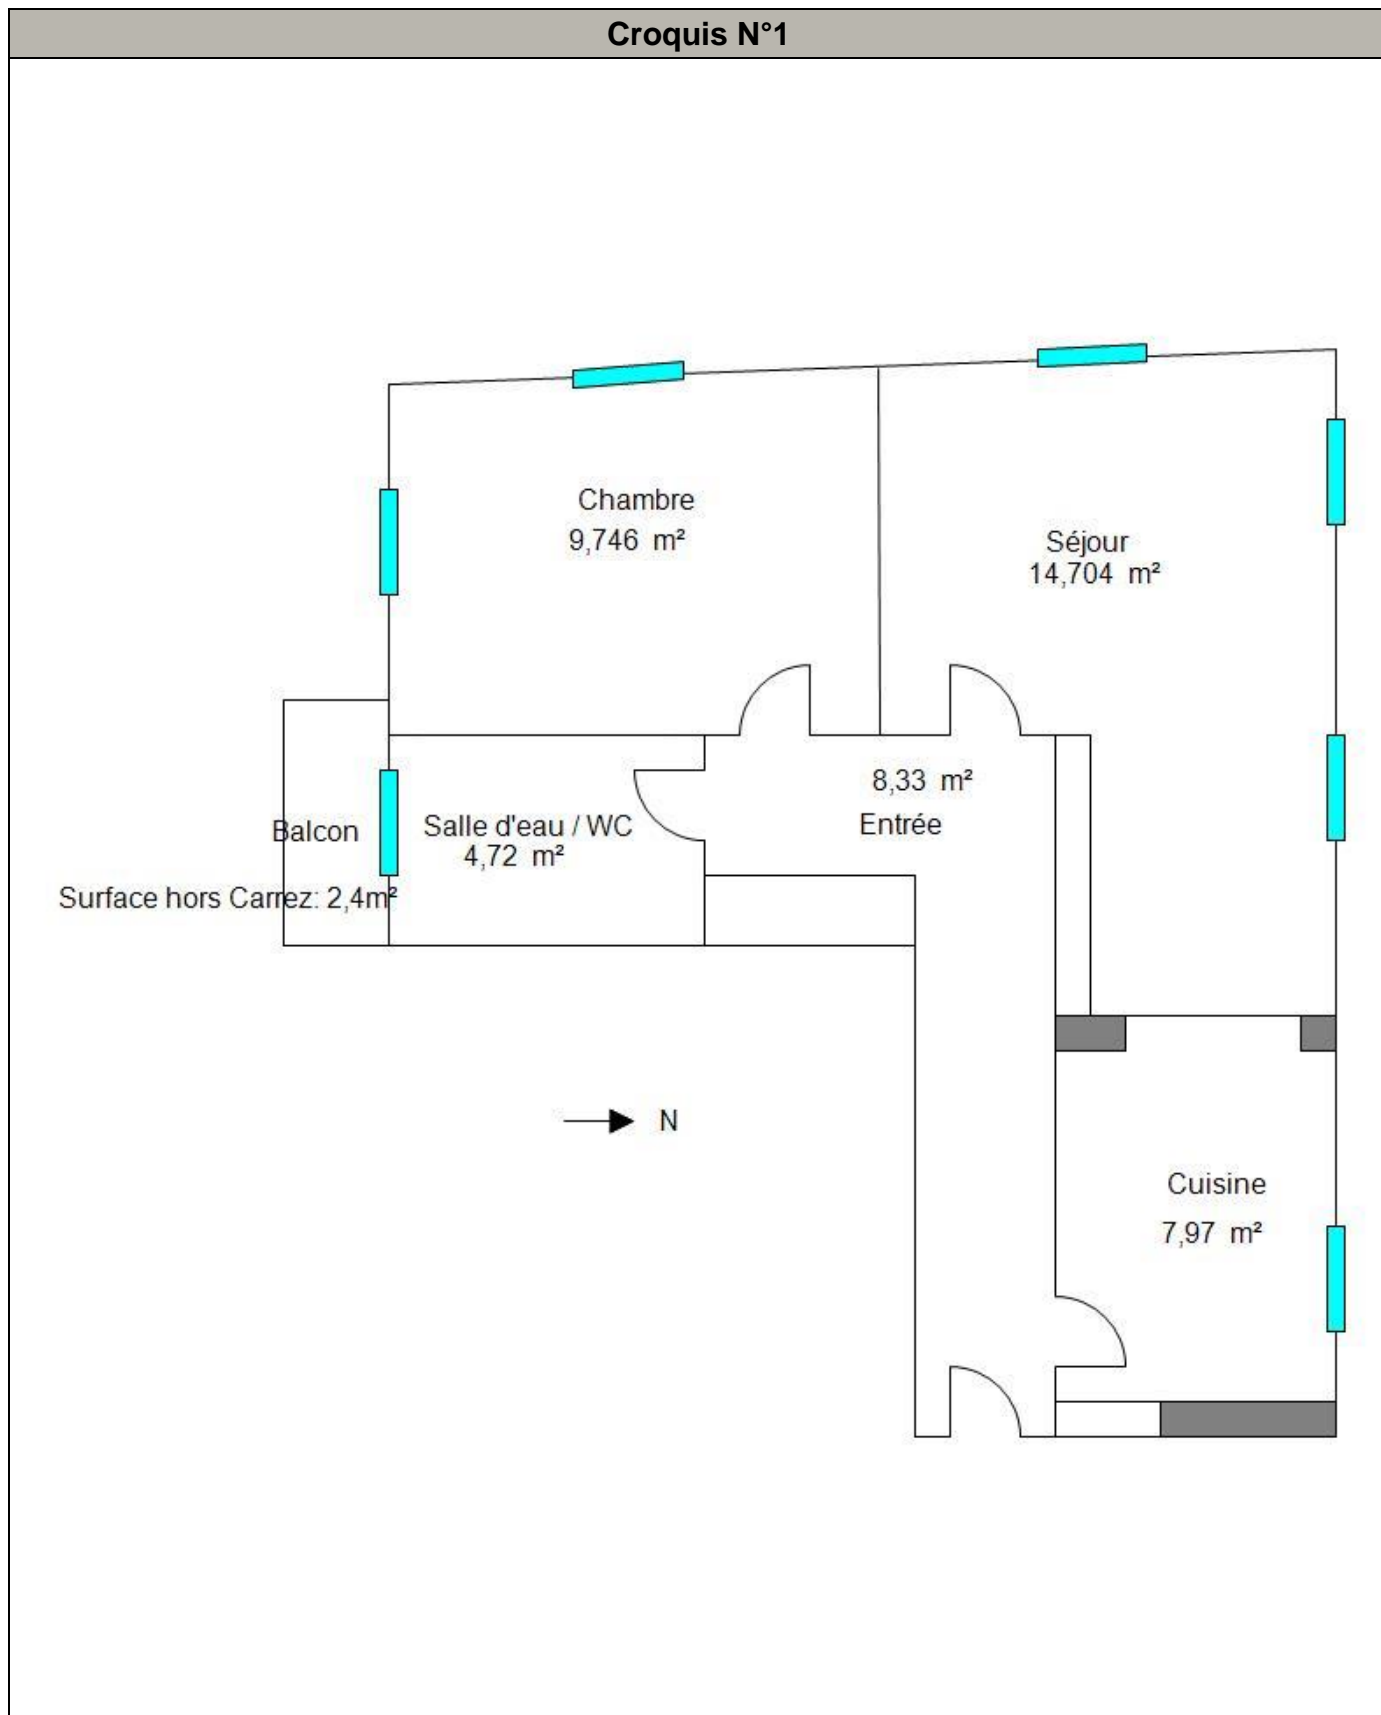 Croquis N°1
Chambre
9,746 m²
Séjour
14,704 m²
8,33 m²
Entrée
Balcon
Salle d'eau / WC
4,72 m²
Surface hors Carrez: 2,4m²
N
Cuisine
7,97 m²